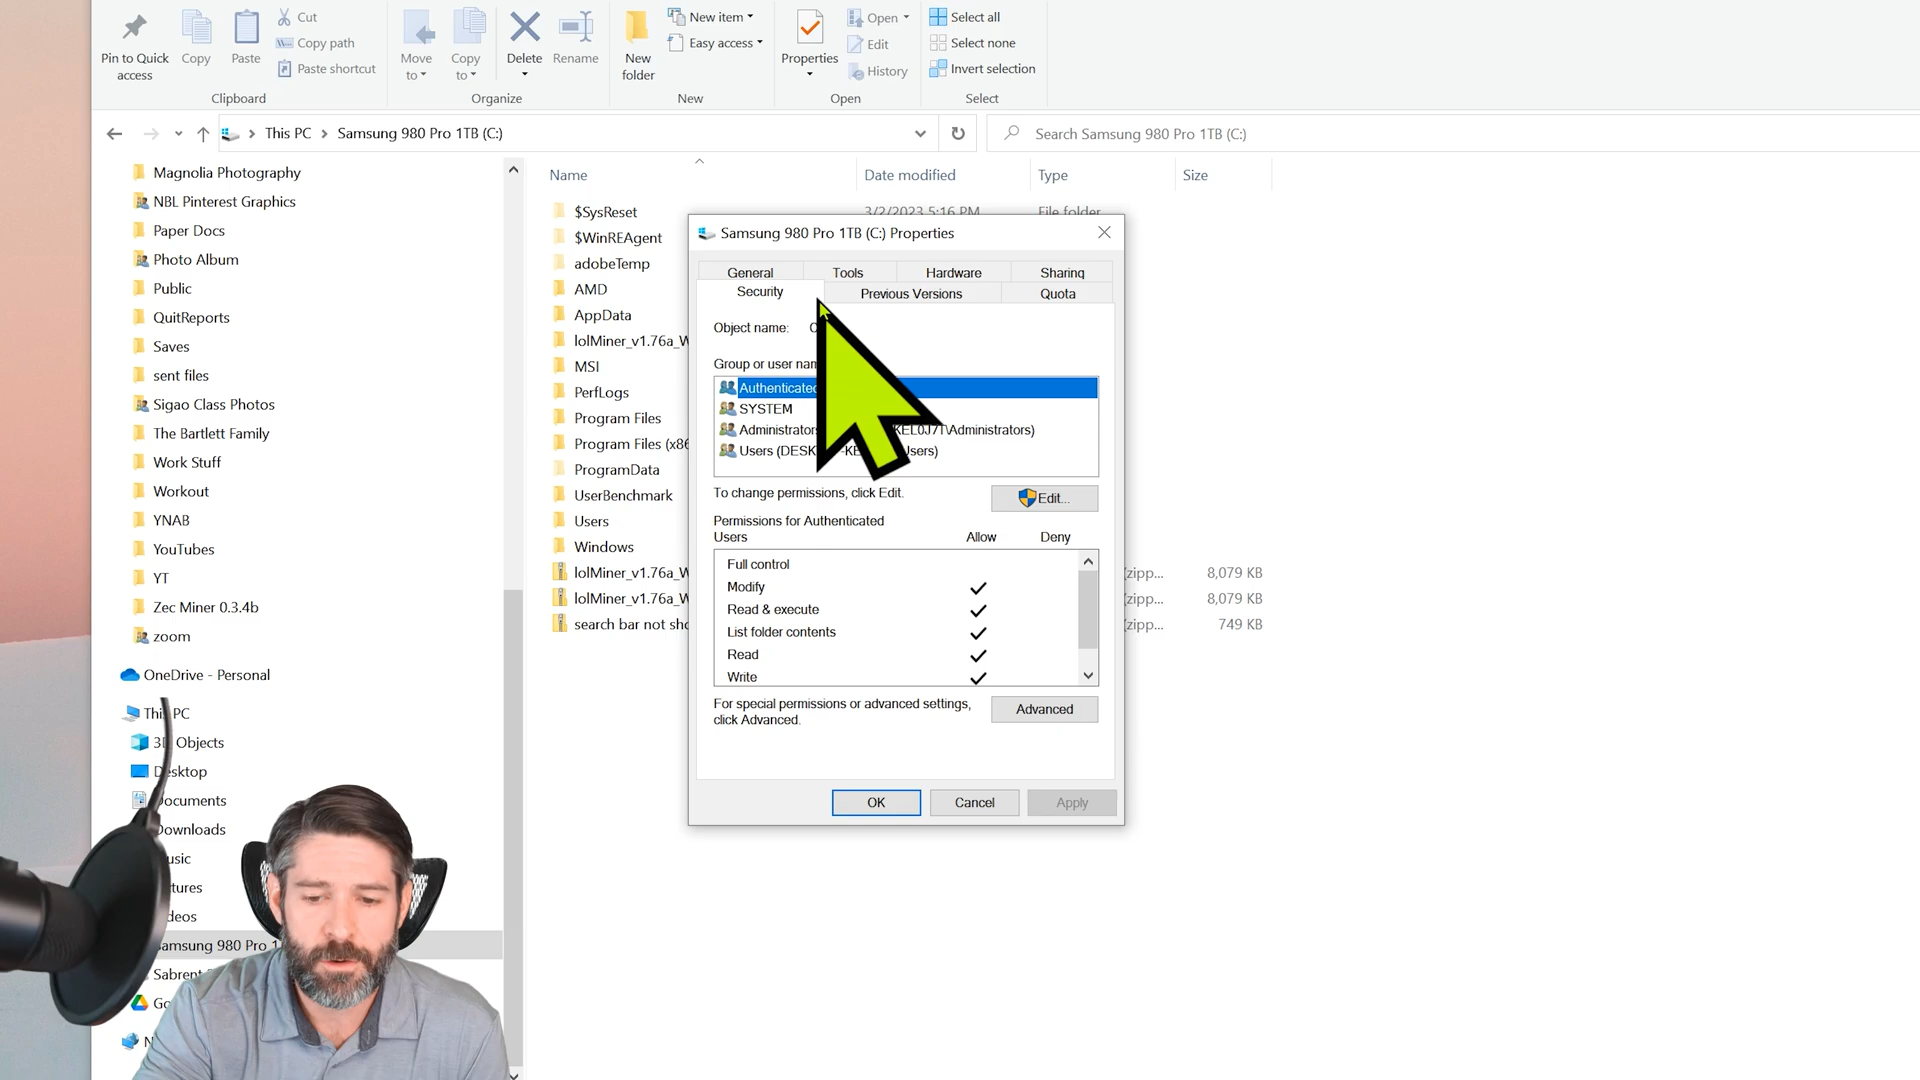 Pin to Quick access
Copy
Paste
Cut
Copy path
Paste shortcut
Clipboard
Move to
Copy to
Delete
Rename
Organize
New folder
New item
Easy access
New
Properties
Open
Edit
History
Open
Select all
Select none
Invert selection
Select
This PC > Samsung 980 Pro 1TB (C:)
Search Samsung 980 Pro 1TB (C:)
Magnolia Photography
NBL Pinterest Graphics
Paper Docs
Photo Album
Public
QuitReports
Saves
sent files
Sigao Class Photos
The Bartlett Family
Work Stuff
Workout
YNAB
YouTubes
YT
Zec Miner 0.3.4b
zoom
OneDrive - Personal
This PC
3D Objects
Desktop
Documents
Downloads
usic
tures
deos
amsung 980 Pro 1
Sabrent
Go
N
Name Date modified Type Size
$SysReset 3/2/2023 5:16 PM File folder
$WinREAgent
adobeTemp
AMD
AppData
lolMiner_v1.76a_W
MSI
PerfLogs
Program Files
Program Files (x86
ProgramData
UserBenchmark
Users
Windows
lolMiner_v1.76a_W (zipp... 8,079 KB
lolMiner_v1.76a_W (zipp... 8,079 KB
search bar not sho (zipp... 749 KB
Samsung 980 Pro 1TB (C:) Properties
General Tools Hardware Sharing
Security Previous Versions Quota
Object name:
Group or user nam
Authenticated
SYSTEM
Administrators KEL0J7T\Administrators)
Users (DESK -KE Users)
To change permissions, click Edit.
Edit...
Permissions for Authenticated
Users Allow Deny
Full control
Modify
Read & execute
List folder contents
Read
Write
For special permissions or advanced settings,
click Advanced.
Advanced
OK Cancel Apply